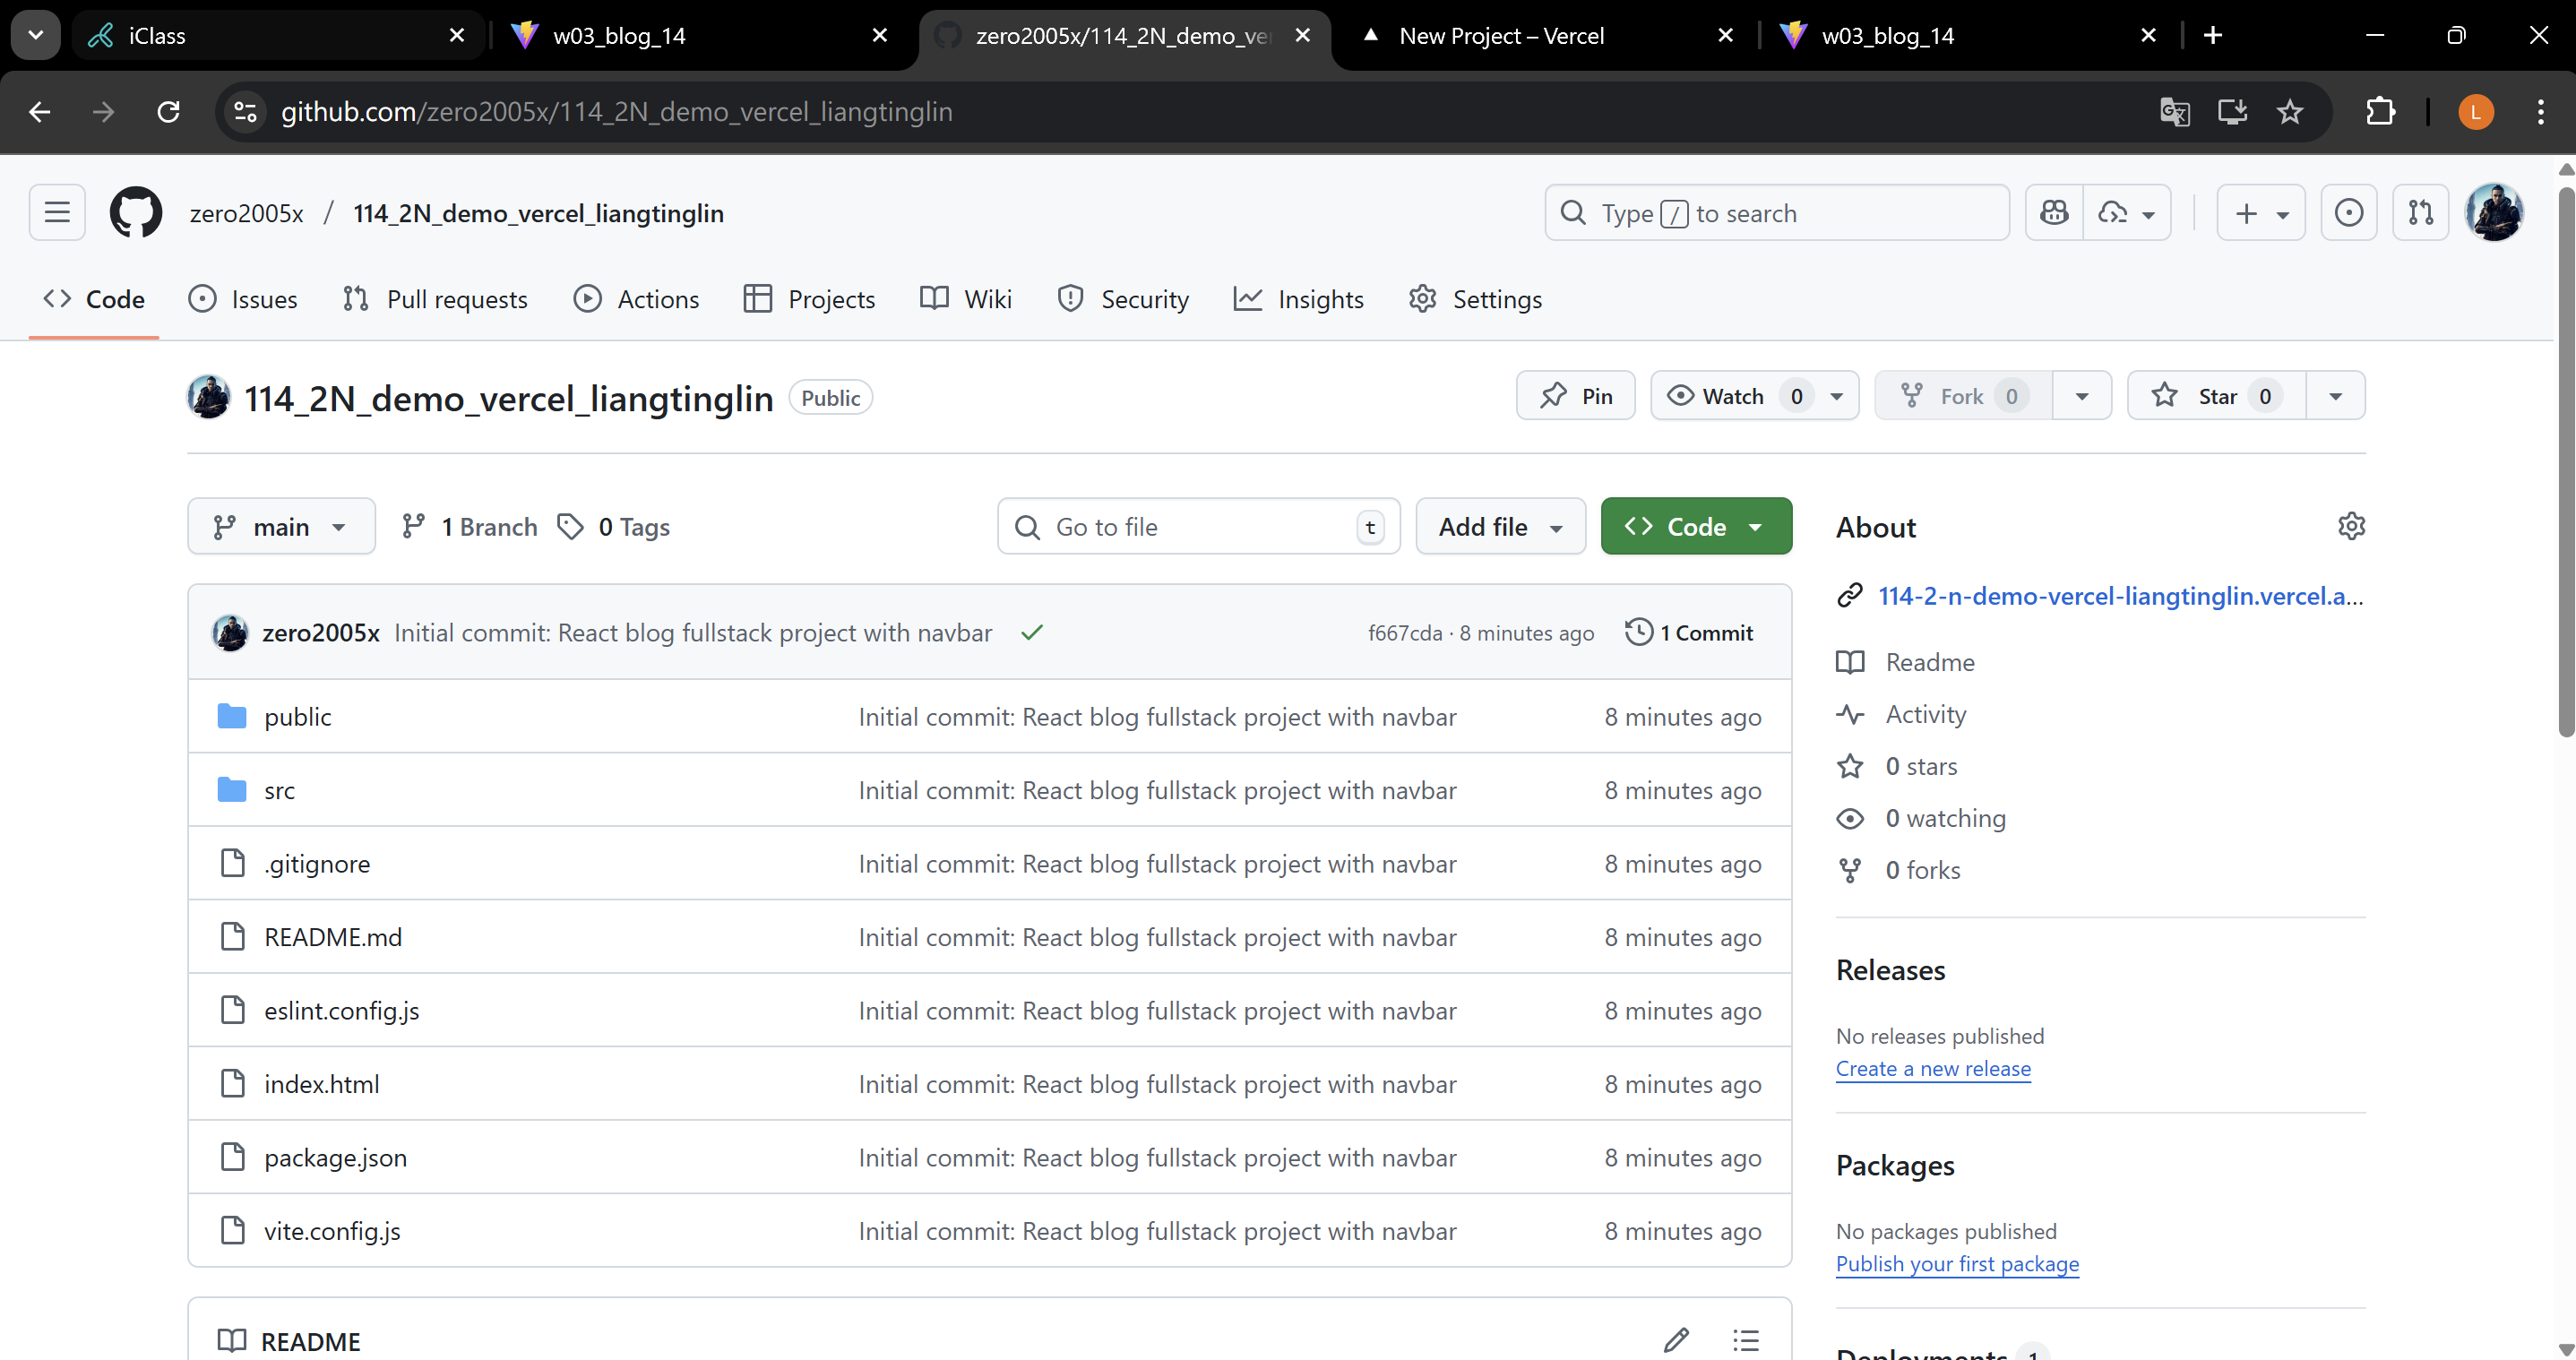 iClass
w03_blog_14
zero2005x/114_2N_demo_ve
New Project – Vercel
w03_blog_14
github.com/zero2005x/114_2N_demo_vercel_liangtinglin
L
zero2005x / 114_2N_demo_vercel_liangtinglin
Type / to search
Code
Issues
Pull requests
Actions
Projects
Wiki
Security
Insights
Settings
114_2N_demo_vercel_liangtinglin Public
Pin
Watch 0
Fork 0
Star 0
main
1 Branch
0 Tags
Go to file t
Add file
Code
zero2005x Initial commit: React blog fullstack project with navbar
f667cda · 8 minutes ago
1 Commit
public Initial commit: React blog fullstack project with navbar 8 minutes ago
src Initial commit: React blog fullstack project with navbar 8 minutes ago
.gitignore Initial commit: React blog fullstack project with navbar 8 minutes ago
README.md Initial commit: React blog fullstack project with navbar 8 minutes ago
eslint.config.js Initial commit: React blog fullstack project with navbar 8 minutes ago
index.html Initial commit: React blog fullstack project with navbar 8 minutes ago
package.json Initial commit: React blog fullstack project with navbar 8 minutes ago
vite.config.js Initial commit: React blog fullstack project with navbar 8 minutes ago
README
About
114-2-n-demo-vercel-liangtinglin.vercel.a...
Readme
Activity
0 stars
0 watching
0 forks
Releases
No releases published
Create a new release
Packages
No packages published
Publish your first package
Deployments 1